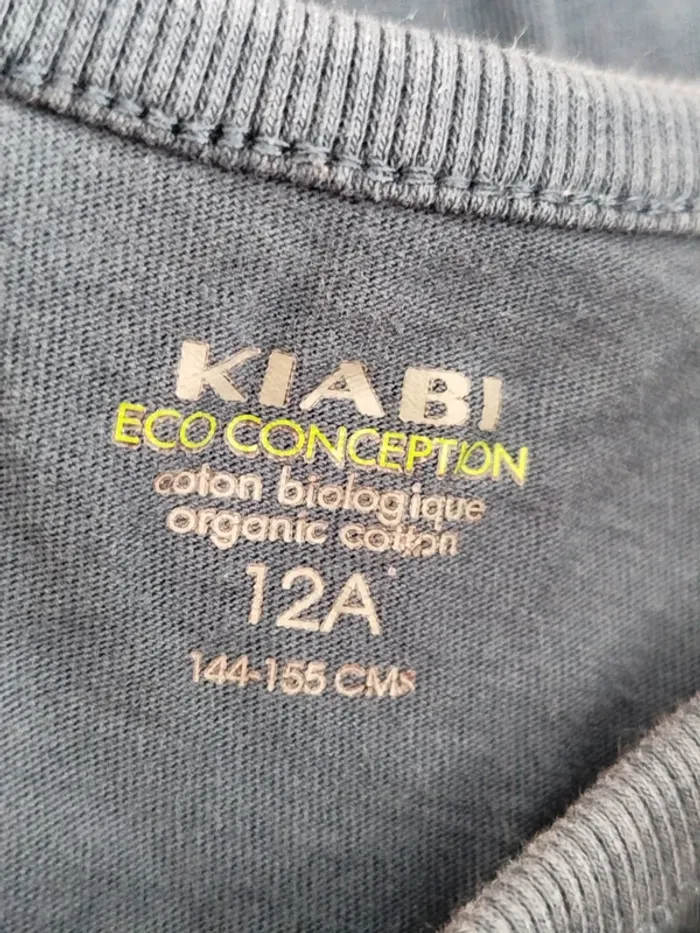 KIABI
ECO CONCEPTION
coton biologique
organic cotton
12A
144-155 CMs